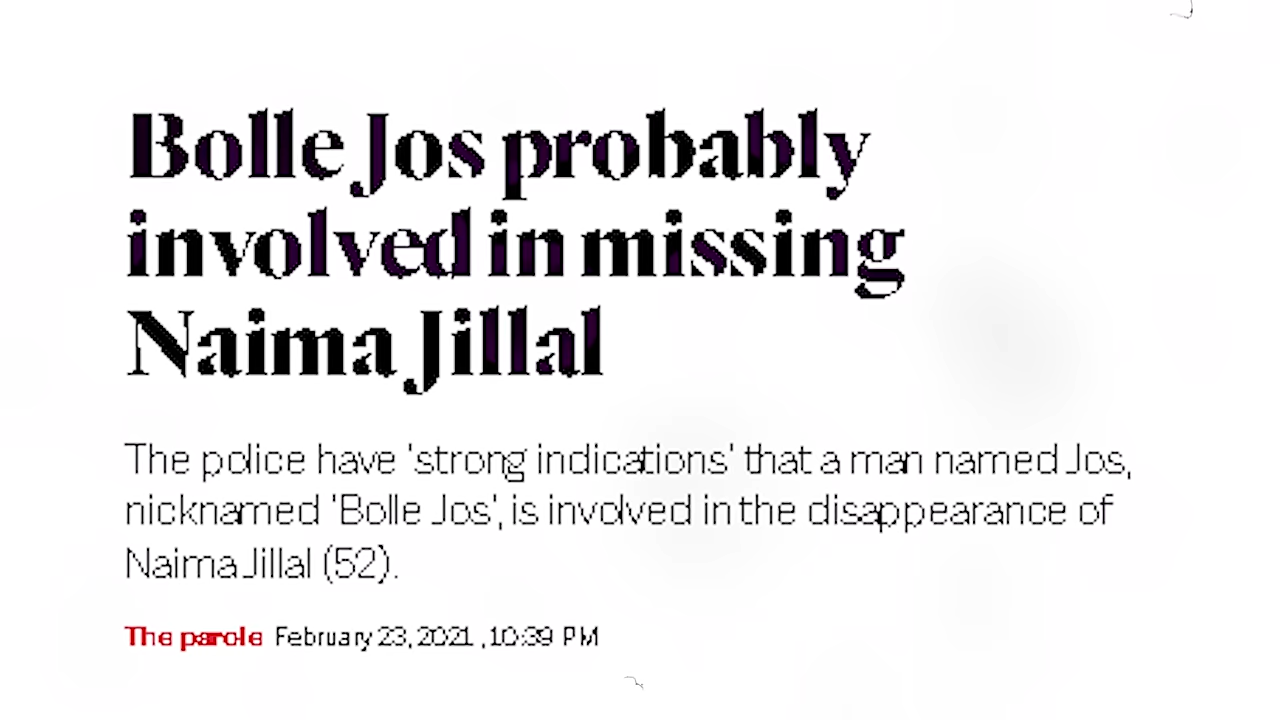 Bolle Jos probably
involved in missing
Naima Jillal
The police have 'strong indications' that a man named Jos,
nicknamed 'Bolle Jos', is involved in the disappearance of
Naima Jillal (52).
The parole February 23, 2021 , 10:39 PM